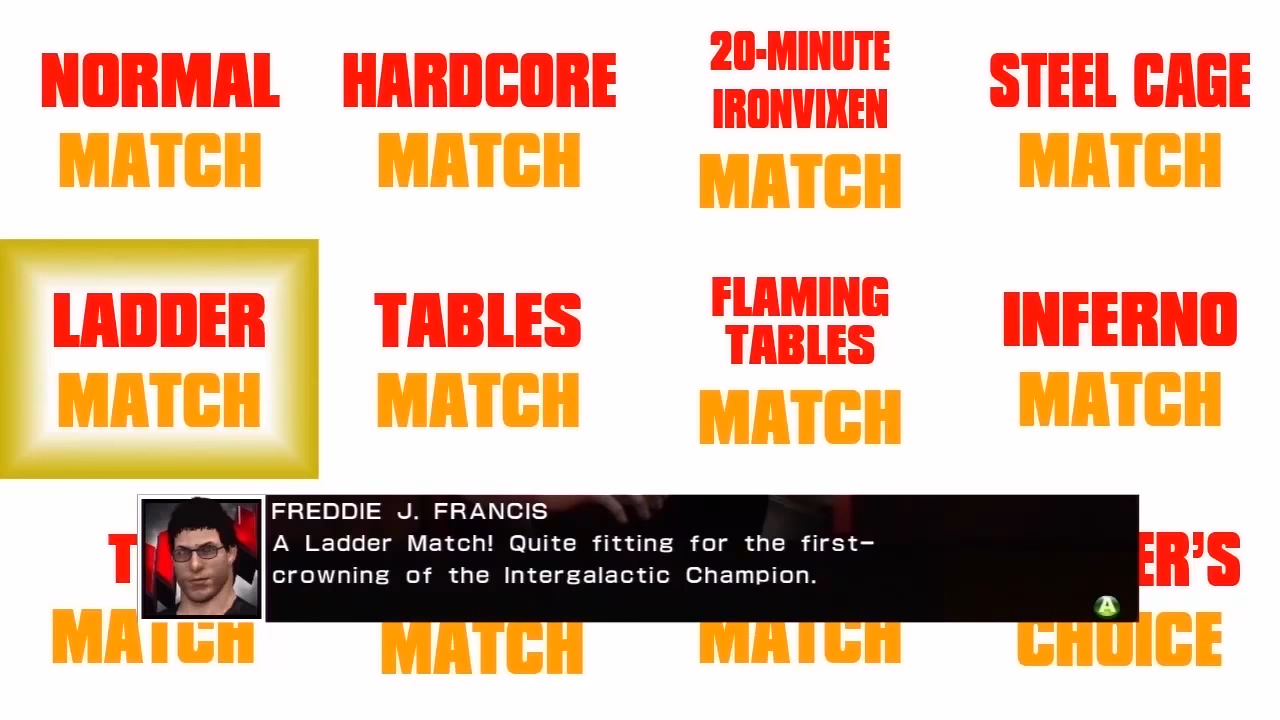 NORMAL
MATCH
HARDCORE
MATCH
20-MINUTE
IRONVIXEN
MATCH
STEEL CAGE
MATCH
LADDER
MATCH
TABLES
MATCH
FLAMING
TABLES
MATCH
INFERNO
MATCH
MATCH
MATCH
MATCH
CHOICE
FREDDIE J. FRANCIS
A Ladder Match! Quite fitting for the first-
crowning of the Intergalactic Champion.
A